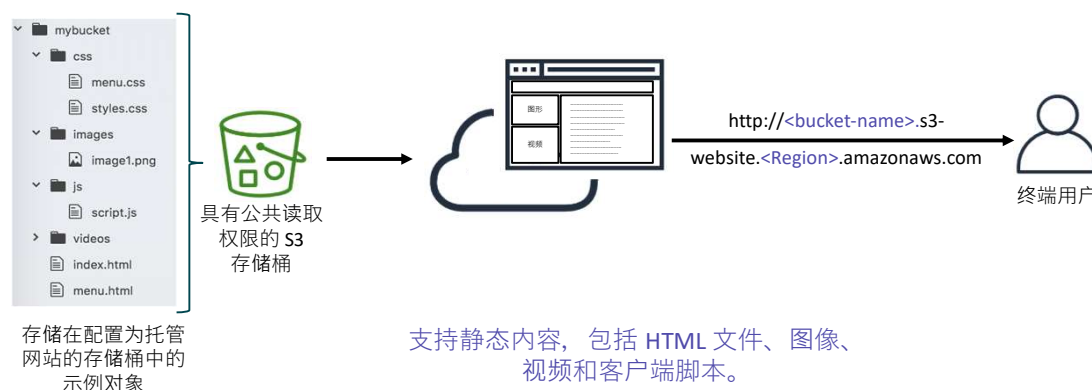 mybucket
css
menu.css
styles.css
images
image1.png
js
script.js
videos
index.html
menu.html
存储在配置为托管
网站的存储桶中的
示例对象
具有公共读取
权限的 S3
存储桶
图形
视频
http://<bucket-name>.s3-
website.<Region>.amazonaws.com
终端用户
支持静态内容，包括 HTML 文件、图像、
视频和客户端脚本。